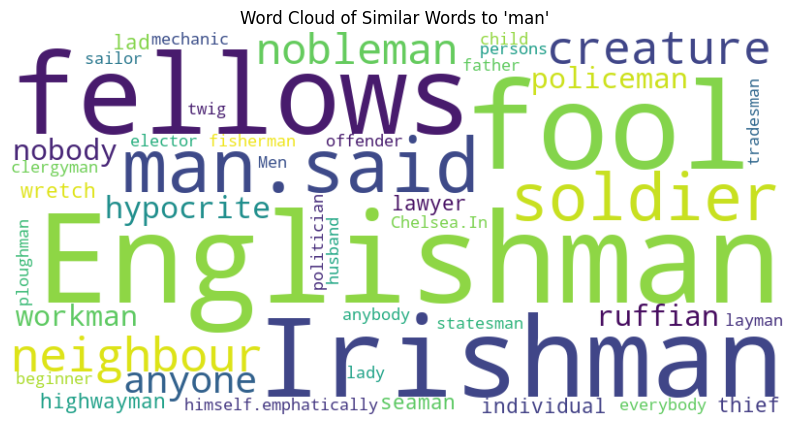 Word Cloud of Similar Words to 'man'
lad mechanic
sailor
fellows
nobleman
child
persons
father
creature
policeman
fool
tradesman
twig
nobody
elector fisherman offender
clergyman
man.said
Men
wretch
hypocrite
lawyer
soldier
Chelsea.In
politician
husband
ploughman
Englishman
workman
anybody
statesman
ruffian
layman
neighbour
Irishman
beginner
anyone
lady
highwayman
himself.emphatically
seaman
individual
everybody
thief